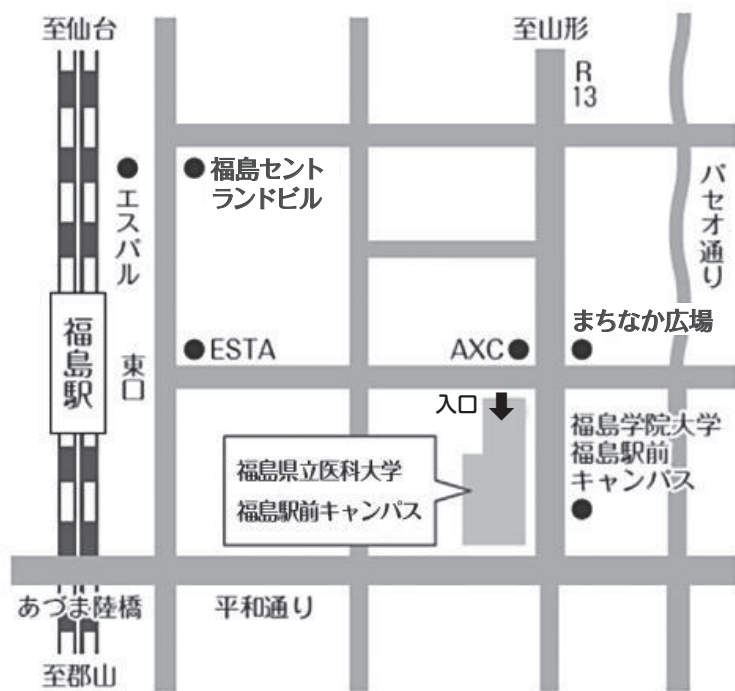 至仙台
至山形
R
13
福島セント
ランドビル
エスパル
パセオ通り
まちなか広場
ESTA
AXC
福島駅
東口
入口
福島学院大学
福島駅前
キャンパス
福島県立医科大学
福島駅前キャンパス
あづま陸橋
平和通り
至郡山